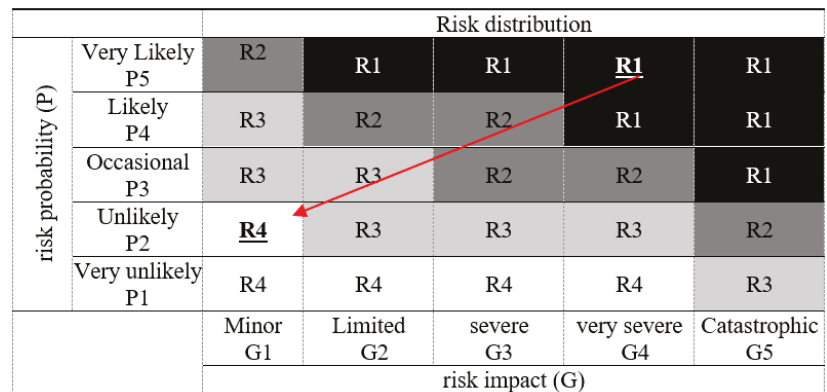 Risk distribution
risk probability (P)
Very Likely
P5
R2 R1 R1 R1 R1
Likely
P4
R3 R2 R2 R1 R1
Occasional
P3
R3 R3 R2 R2 R1
Unlikely
P2
R4 R3 R3 R3 R2
Very unlikely
P1
R4 R4 R4 R4 R3
Minor Limited severe very severe Catastrophic
G1 G2 G3 G4 G5
risk impact (G)